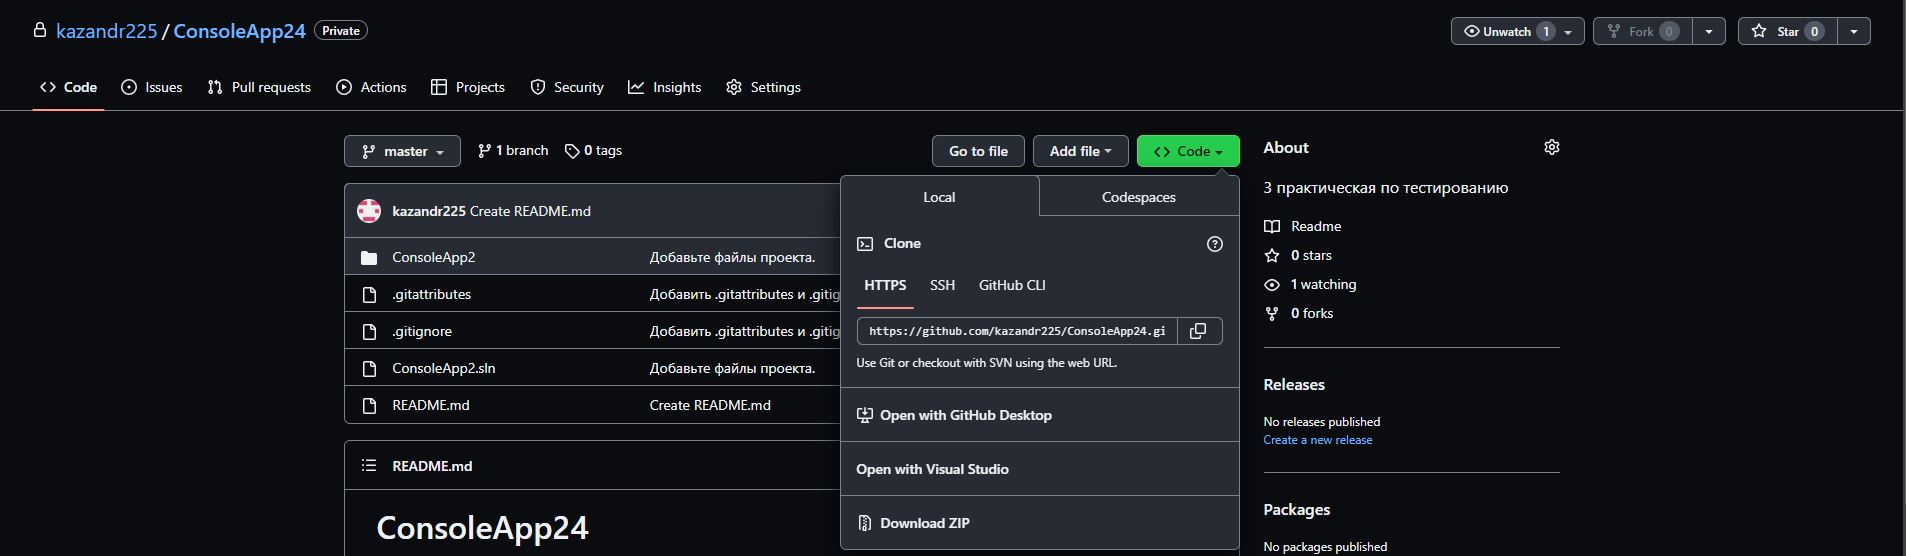 kazandr225 / ConsoleApp24 Private
Unwatch 1 Fork 0 Star 0
Code Issues Pull requests Actions Projects Security Insights Settings
master 1 branch 0 tags Go to file Add file Code
kazandr225 Create README.md
ConsoleApp2 Добавьте файлы проекта.
.gitattributes Добавить .gitattributes и .gitig
.gitignore Добавить .gitattributes и .gitig
ConsoleApp2.sln Добавьте файлы проекта.
README.md Create README.md
README.md
ConsoleApp24
Local Codespaces
Clone
HTTPS SSH GitHub CLI
https://github.com/kazandr225/ConsoleApp24.gi
Use Git or checkout with SVN using the web URL.
Open with GitHub Desktop
Open with Visual Studio
Download ZIP
About
3 практическая по тестированию
Readme
0 stars
1 watching
0 forks
Releases
No releases published
Create a new release
Packages
No packages published